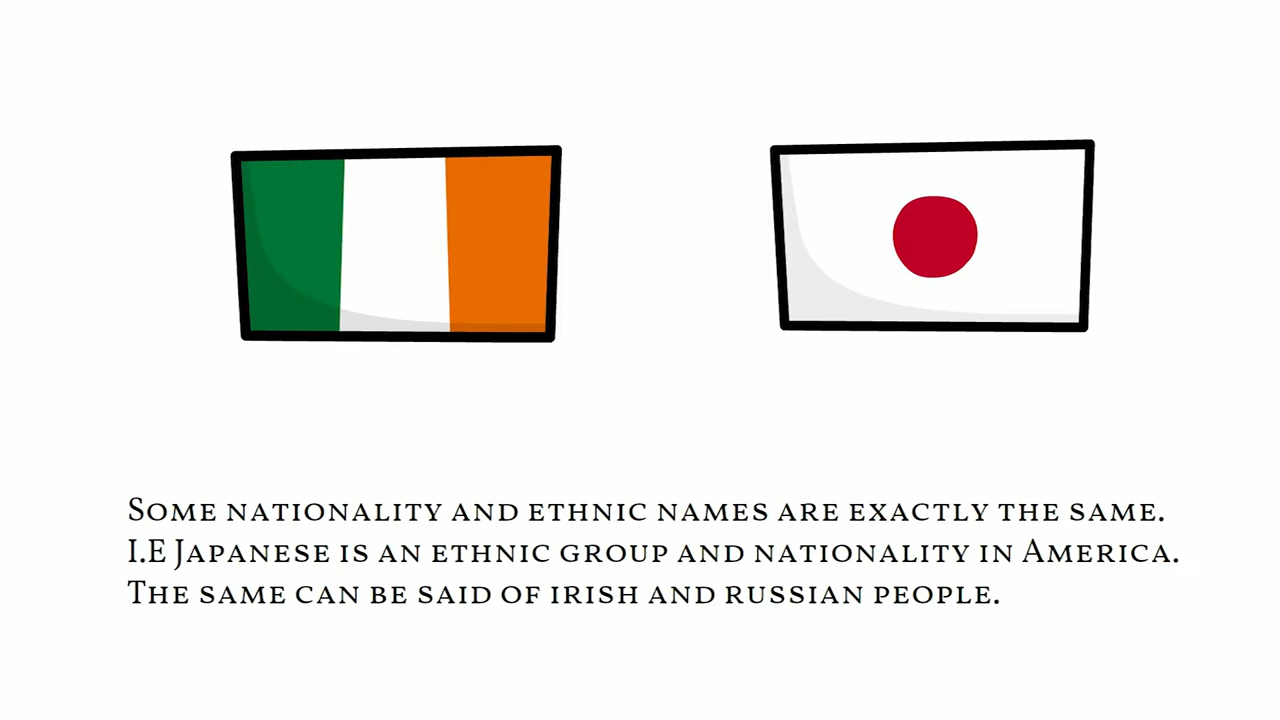 Some nationality and ethnic names are exactly the same.
I.E Japanese is an ethnic group and nationality in America.
The same can be said of irish and russian people.